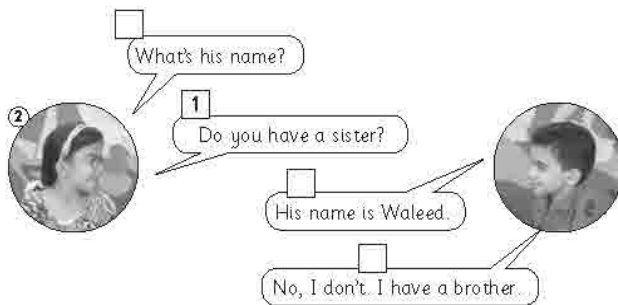 What's his name?
2
1
Do you have a sister?
His name is Waleed.
No, I don't. I have a brother.